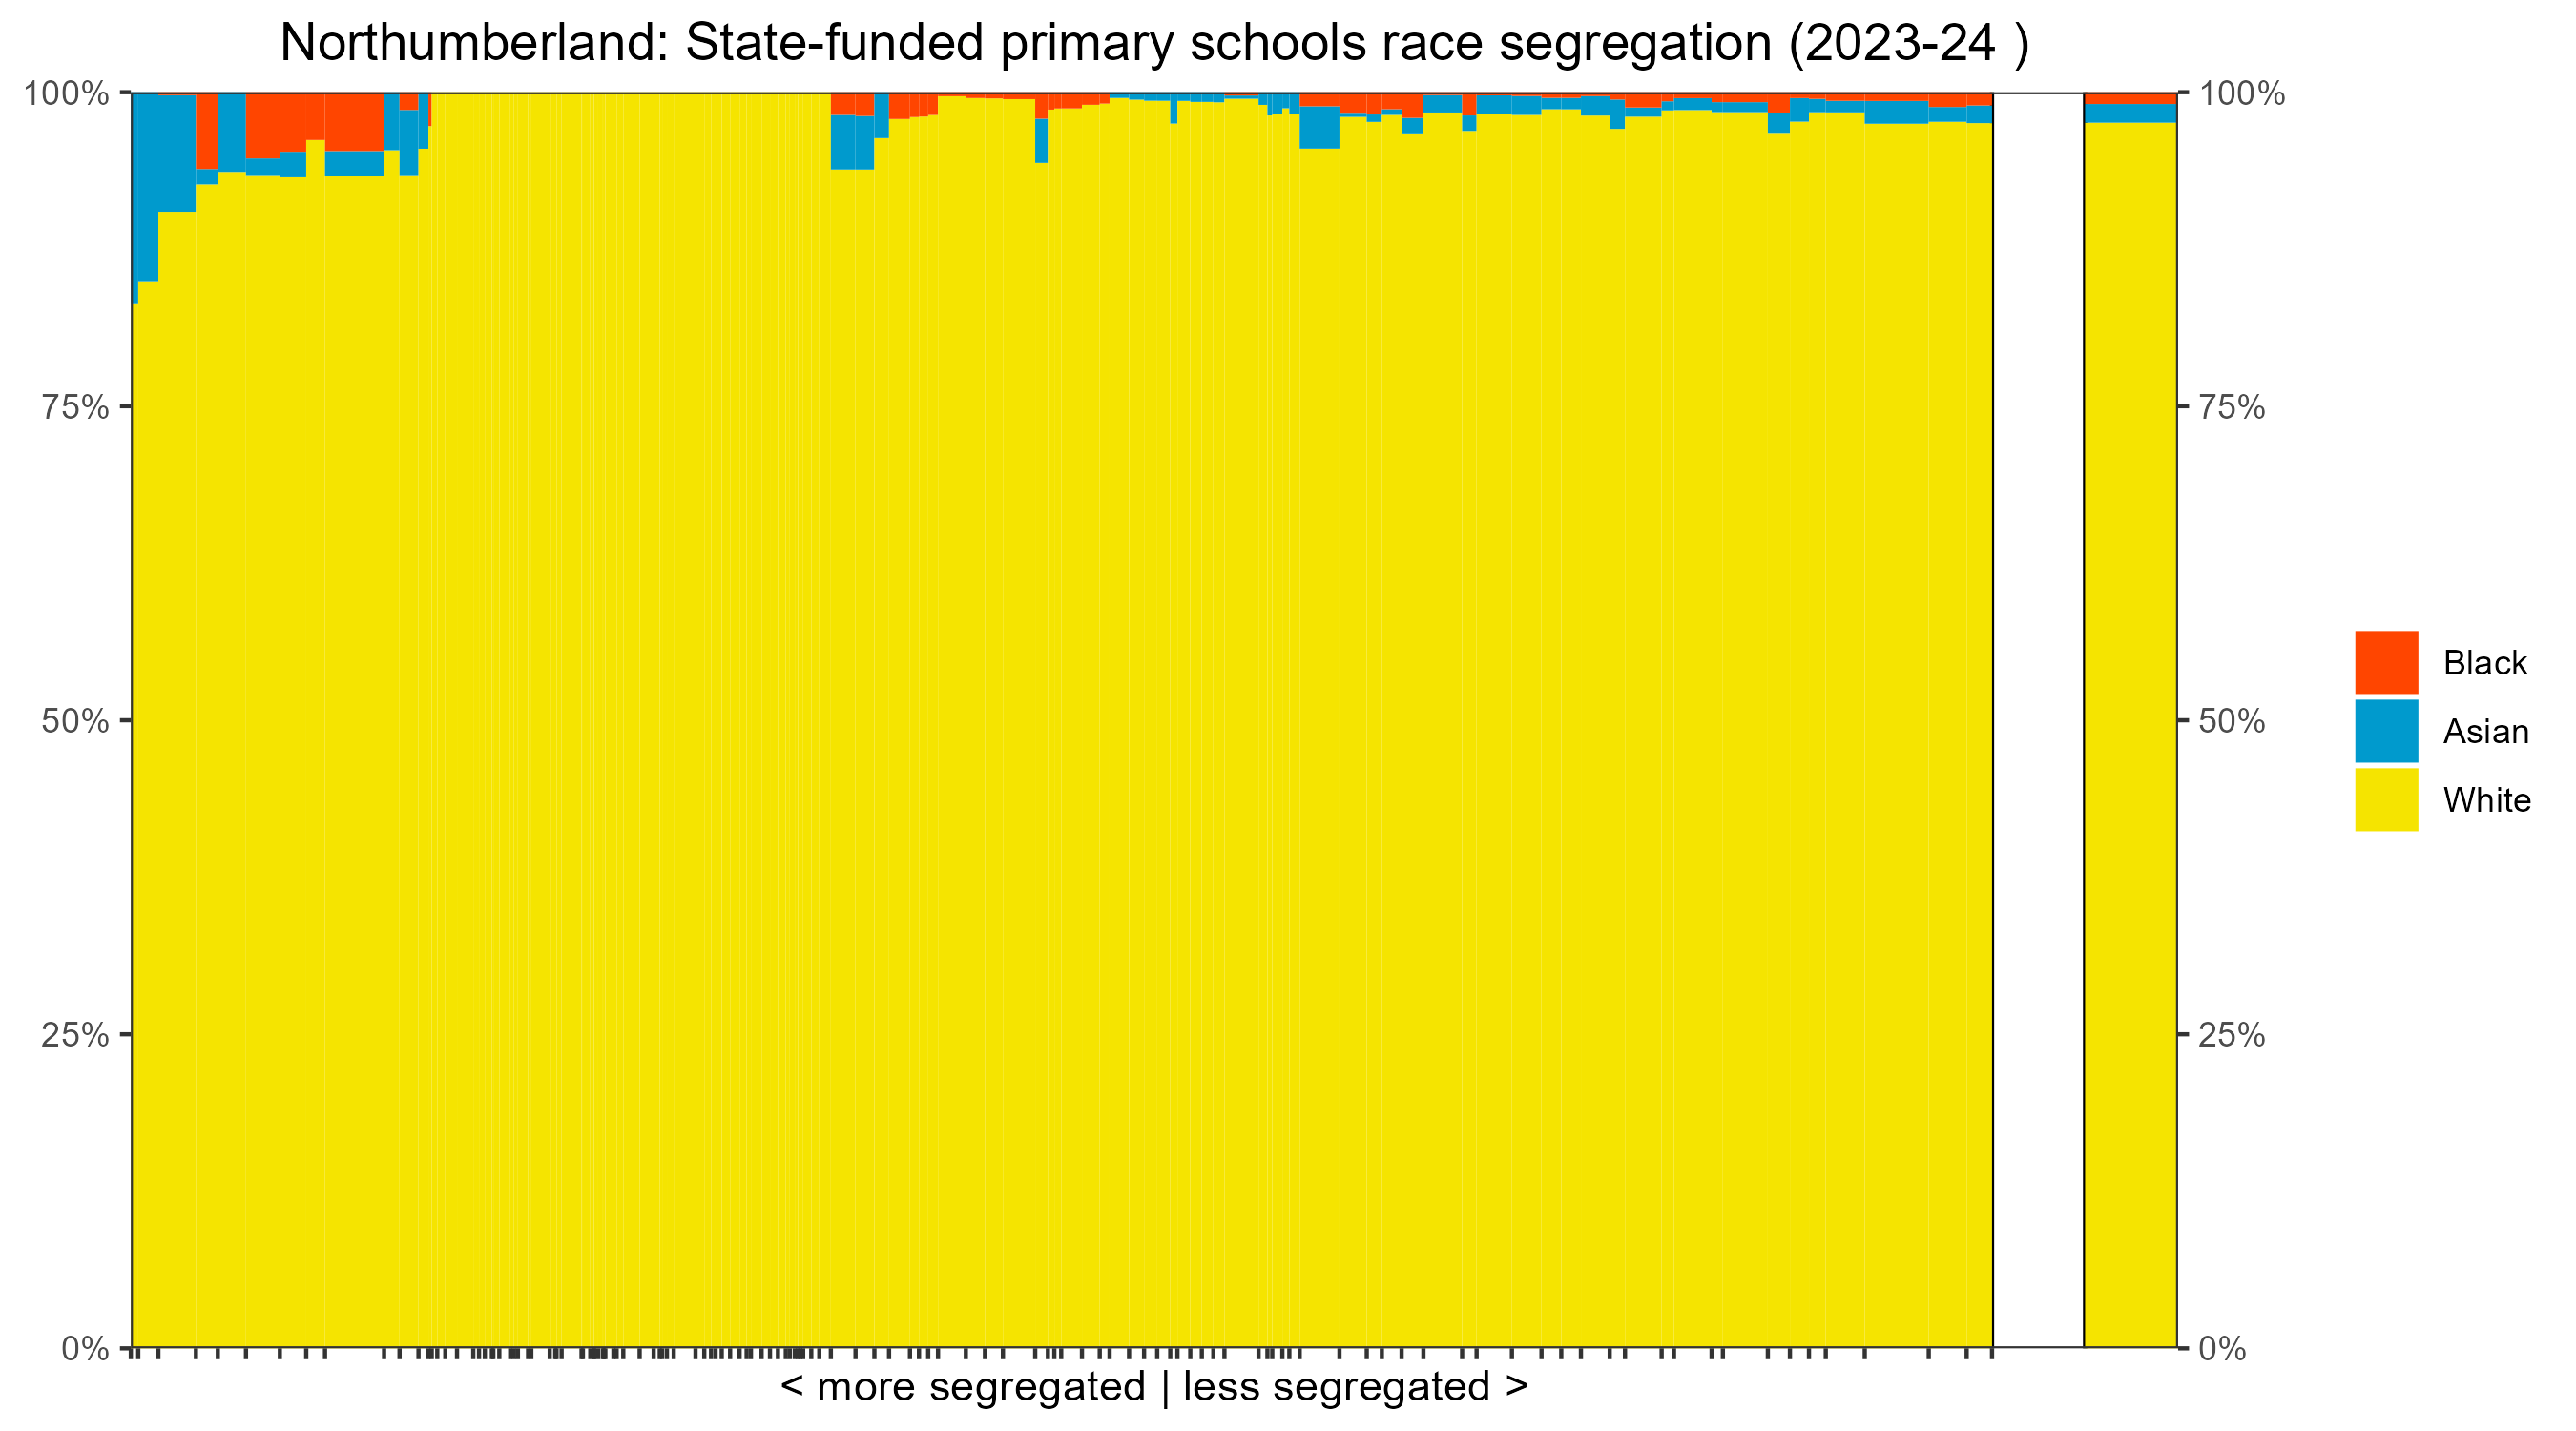 Northumberland: State-funded primary schools race segregation (2023-24 )
100%
75%
50%
25%
0%
100%
75%
50%
25%
0%
Black
Asian
White
< more segregated | less segregated >